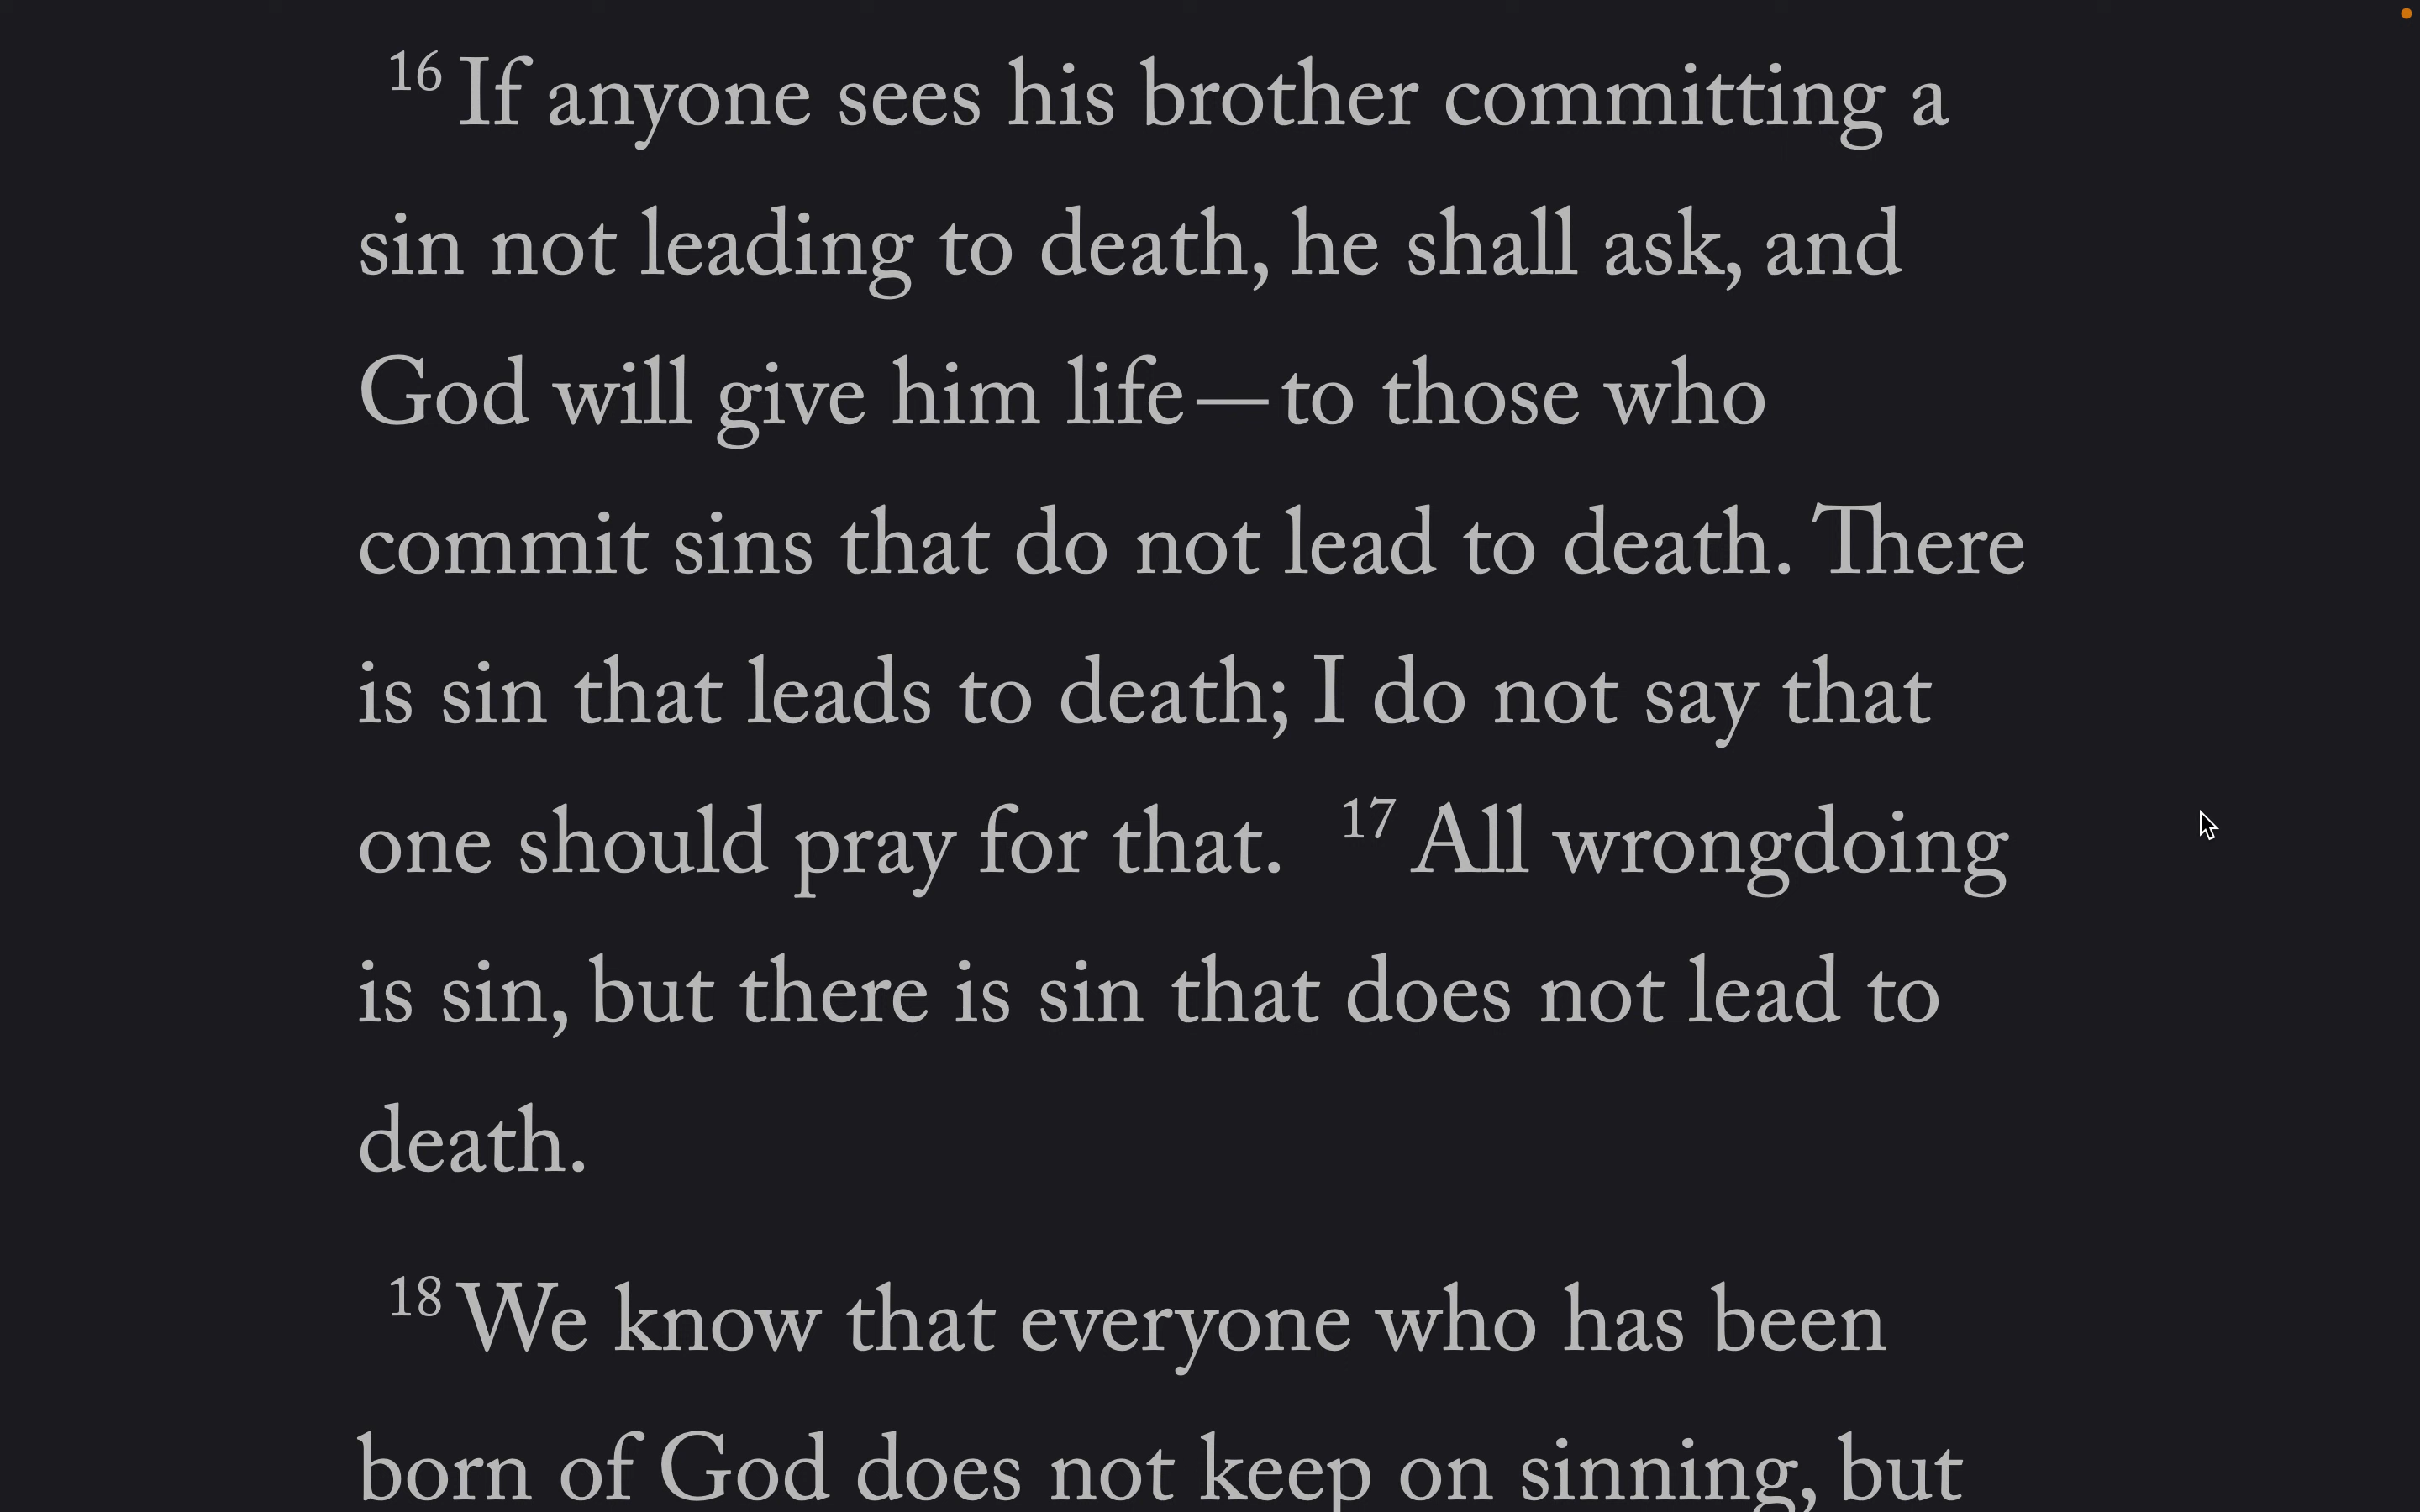 16 If anyone sees his brother committing a
sin not leading to death, he shall ask, and
God will give him life—to those who
commit sins that do not lead to death. There
is sin that leads to death; I do not say that
one should pray for that. 17 All wrongdoing
is sin, but there is sin that does not lead to
death.
18 We know that everyone who has been
born of God does not keep on sinning, but